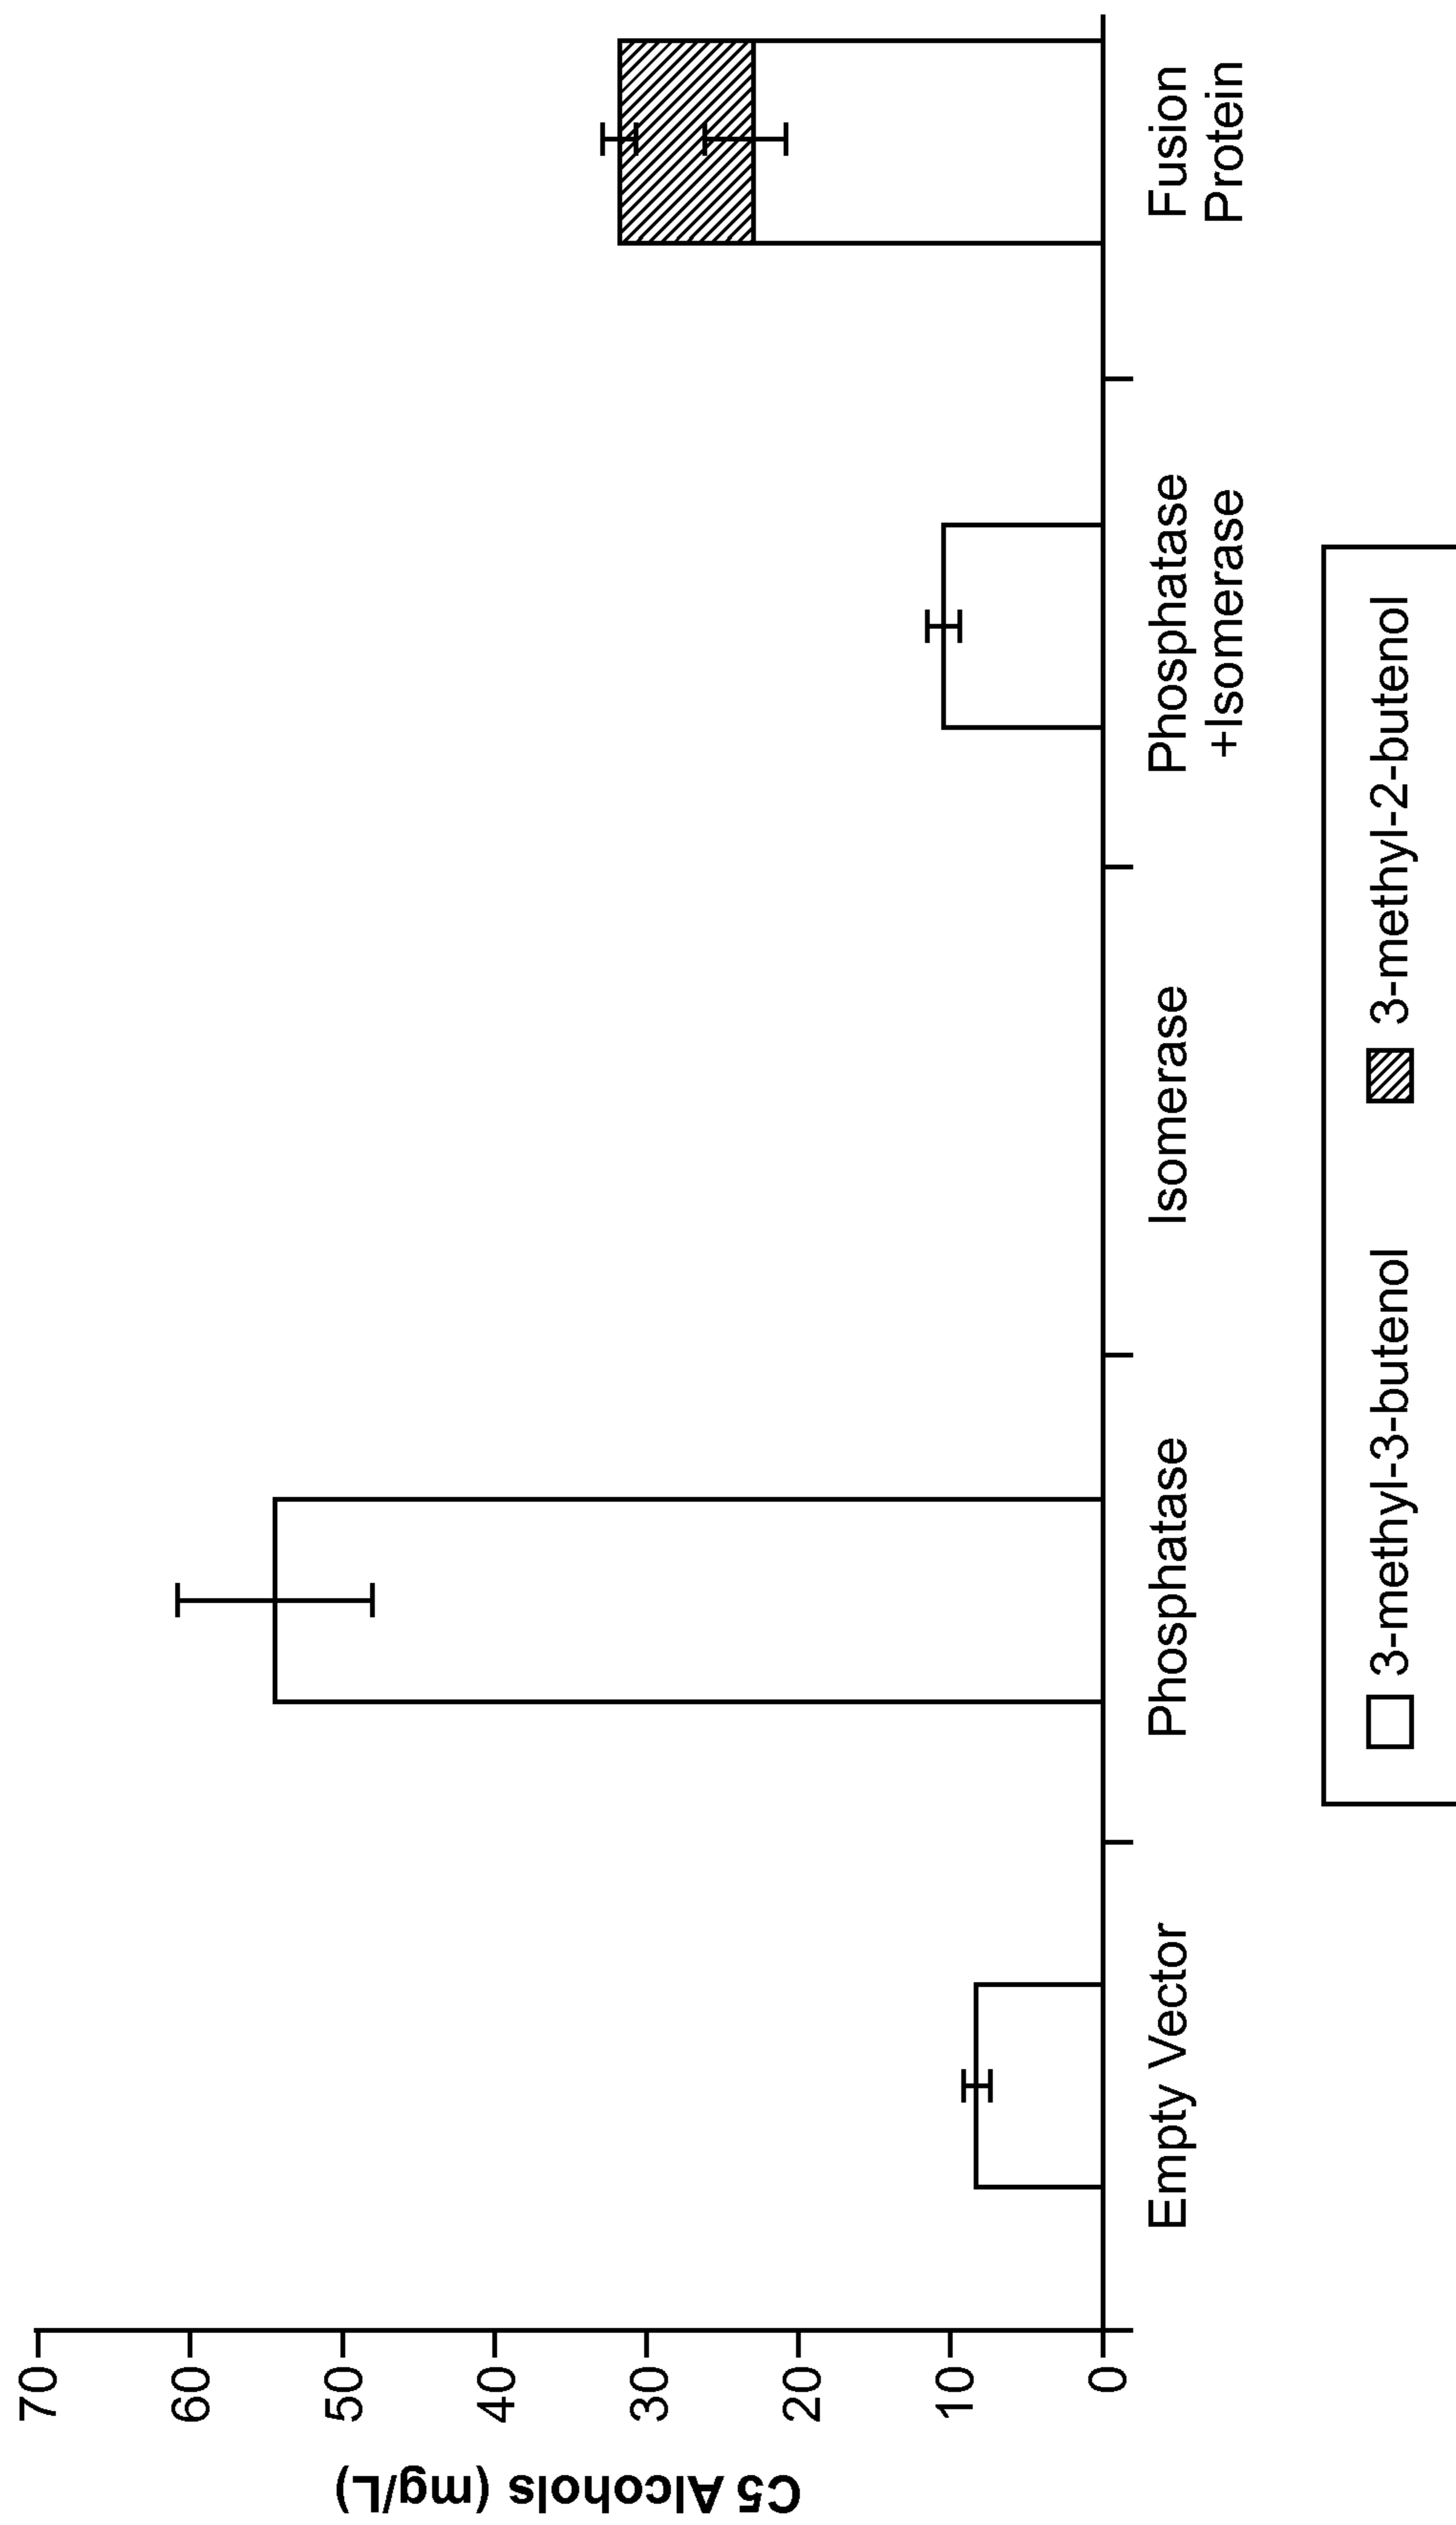 C5 Alcohols (mg/L)
70
60
50
40
30
20
10
0
Empty Vector
Phosphatase
Isomerase
Phosphatase
+Isomerase
Fusion
Protein
3-methyl-3-butenol
3-methyl-2-butenol